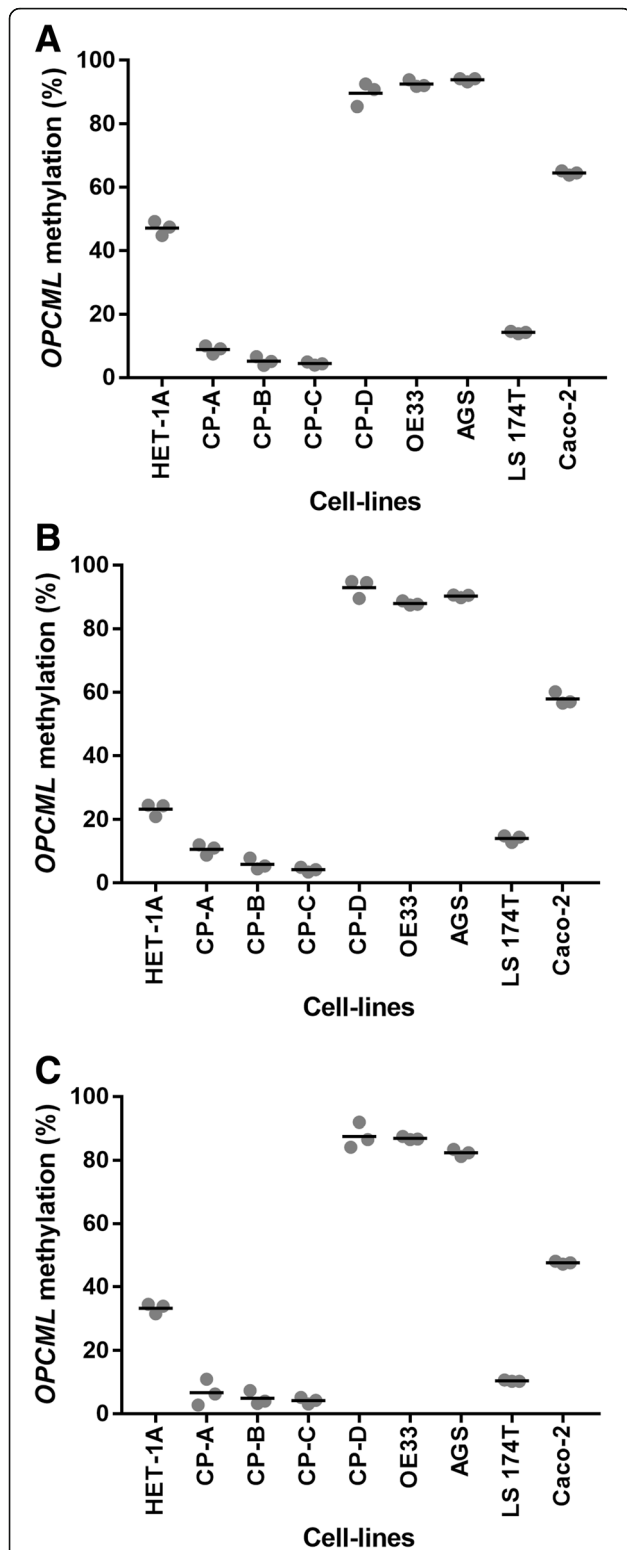 A
OPCML methylation (%)
100
80
60
40
20
0
HET-1A
CP-A
CP-B
CP-C
CP-D
OE33
AGS
LS 174T
Caco-2
Cell-lines
B
OPCML methylation (%)
100
80
60
40
20
0
HET-1A
CP-A
CP-B
CP-C
CP-D
OE33
AGS
LS 174T
Caco-2
Cell-lines
C
OPCML methylation (%)
100
80
60
40
20
0
HET-1A
CP-A
CP-B
CP-C
CP-D
OE33
AGS
LS 174T
Caco-2
Cell-lines